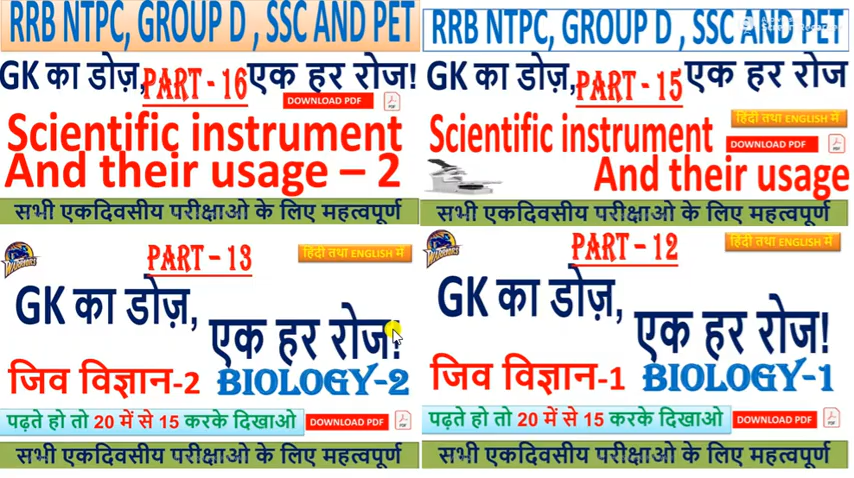 RRB NTPC, GROUP D , SSC AND PET
GK का डोज़, PART - 16 एक हर रोज!
DOWNLOAD PDF
Scientific instrument
And their usage – 2
सभी एकदिवसीय परीक्षाओ के लिए महत्वपूर्ण
RRB NTPC, GROUP D , SSC AND PET
GK का डोज़, PART - 15 एक हर रोज
हिंदी तथा ENGLISH में
Scientific instrument
DOWNLOAD PDF
And their usage
सभी एकदिवसीय परीक्षाओ के लिए महत्वपूर्ण
PART – 13
हिंदी तथा ENGLISH में
GK का डोज़,
एक हर रोज!
जिव विज्ञान-2 BIOLOGY-2
पढ़ते हो तो 20 में से 15 करके दिखाओ DOWNLOAD PDF
सभी एकदिवसीय परीक्षाओ के लिए महत्वपूर्ण
PART – 12
हिंदी तथा ENGLISH में
GK का डोज़,
एक हर रोज!
जिव विज्ञान-1 BIOLOGY-1
पढ़ते हो तो 20 में से 15 करके दिखाओ DOWNLOAD PDF
सभी एकदिवसीय परीक्षाओ के लिए महत्वपूर्ण